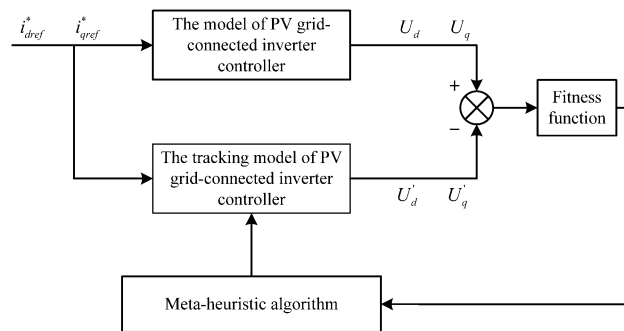 i*dref i*qref
The model of PV grid-
connected inverter
controller
Ud Uq
+
−
Fitness
function
The tracking model of PV
grid-connected inverter
controller
U'd U'q
Meta-heuristic algorithm